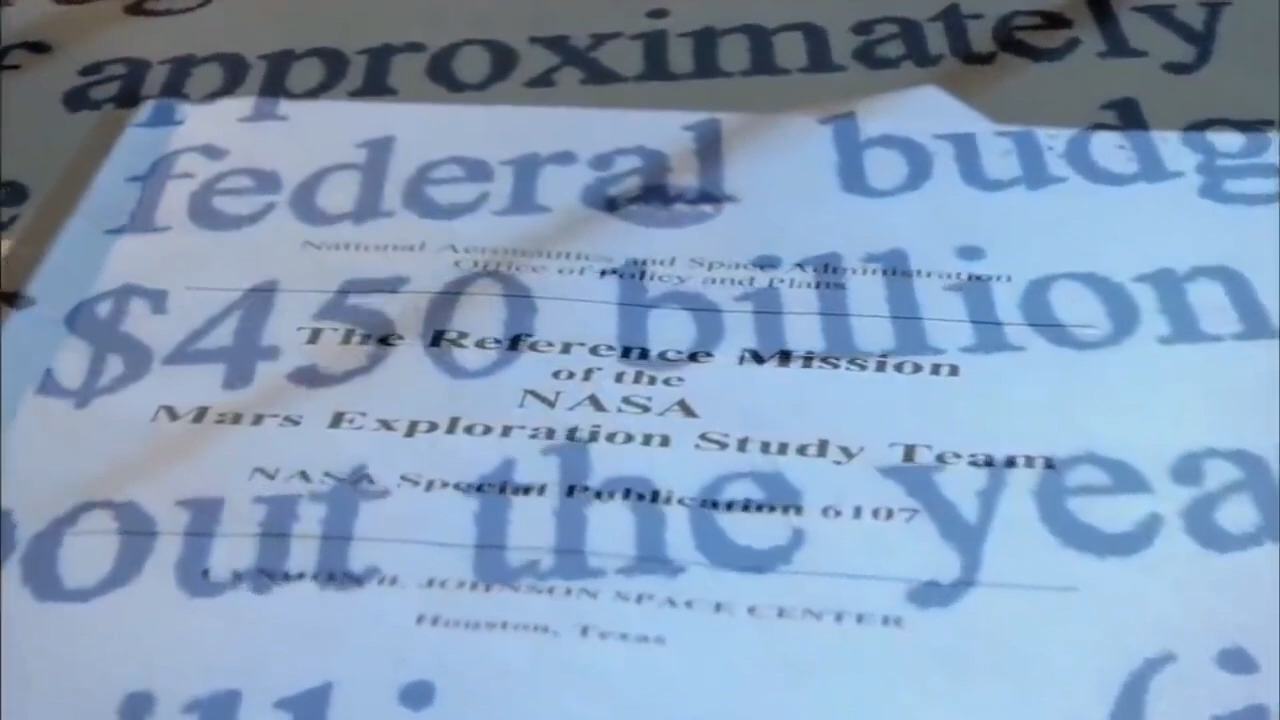 approximately
federal budg
National Aeronautics and Space Administration
Office of Policy and Plans
$450 billion
The Reference Mission
of the
NASA
Mars Exploration Study Team
NASA Special Publication 6107
out the yea
LYNDON B. JOHNSON SPACE CENTER
Houston, Texas